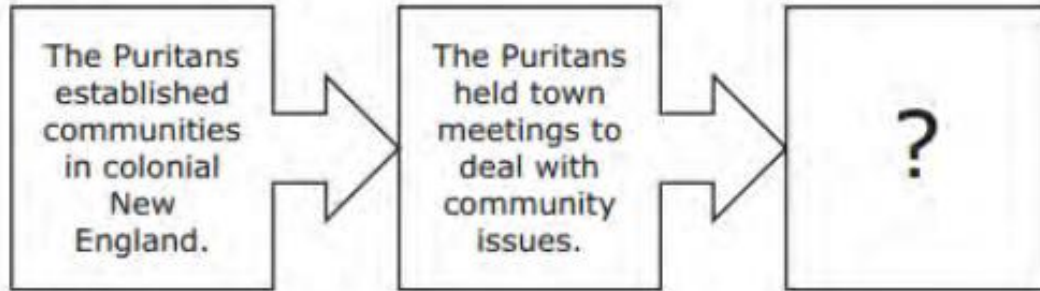 The Puritans
established
communities
in colonial
New
England.
The Puritans
held town
meetings to
deal with
community
issues.
?